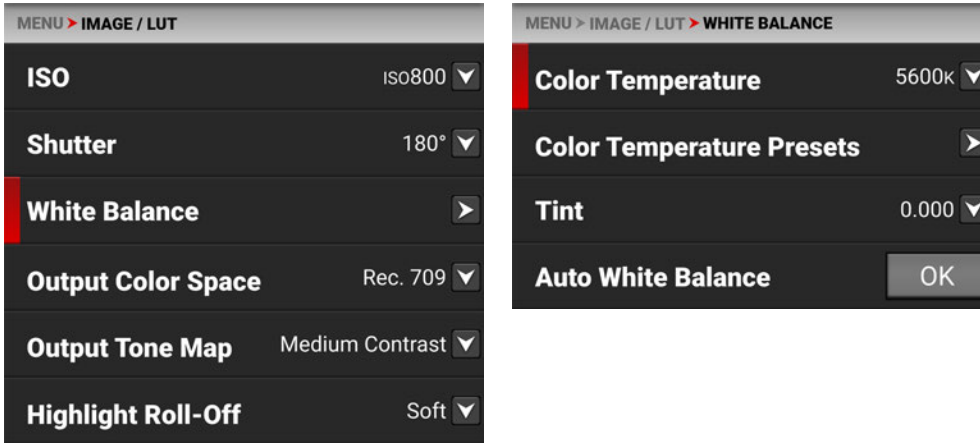 MENU > IMAGE / LUT
ISO ISO800
Shutter 180°
White Balance
Output Color Space Rec. 709
Output Tone Map Medium Contrast
Highlight Roll-Off Soft
MENU > IMAGE / LUT > WHITE BALANCE
Color Temperature 5600K
Color Temperature Presets
Tint 0.000
Auto White Balance OK